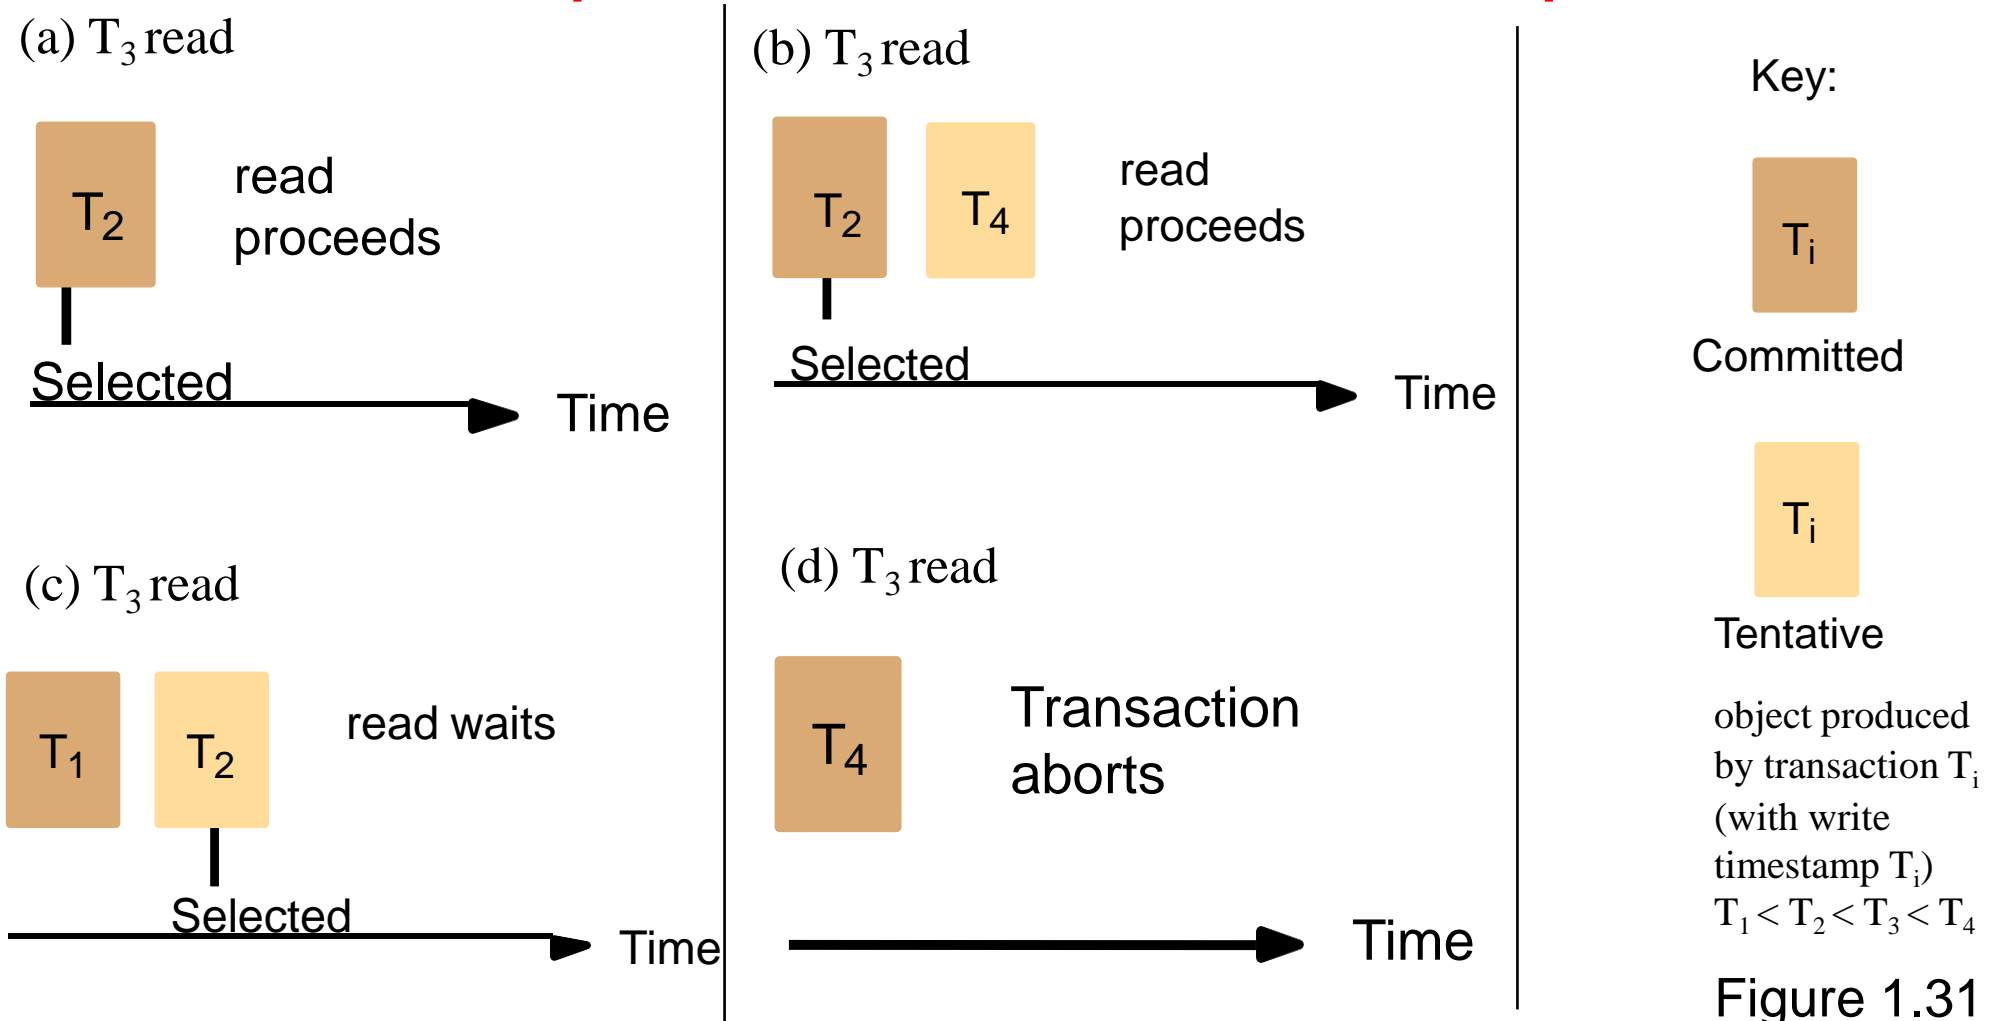 (a) T₃ read
T₂
read
proceeds
Selected
Time
(b) T₃ read
T₂
T₄
read
proceeds
Selected
Time
(c) T₃ read
T₁
T₂
read waits
Selected
Time
(d) T₃ read
T₄
Transaction
aborts
Time
Key:
Tᵢ
Committed
Tᵢ
Tentative
object produced
by transaction Tᵢ
(with write
timestamp Tᵢ)
T₁ < T₂ < T₃ < T₄
Figure 1.31